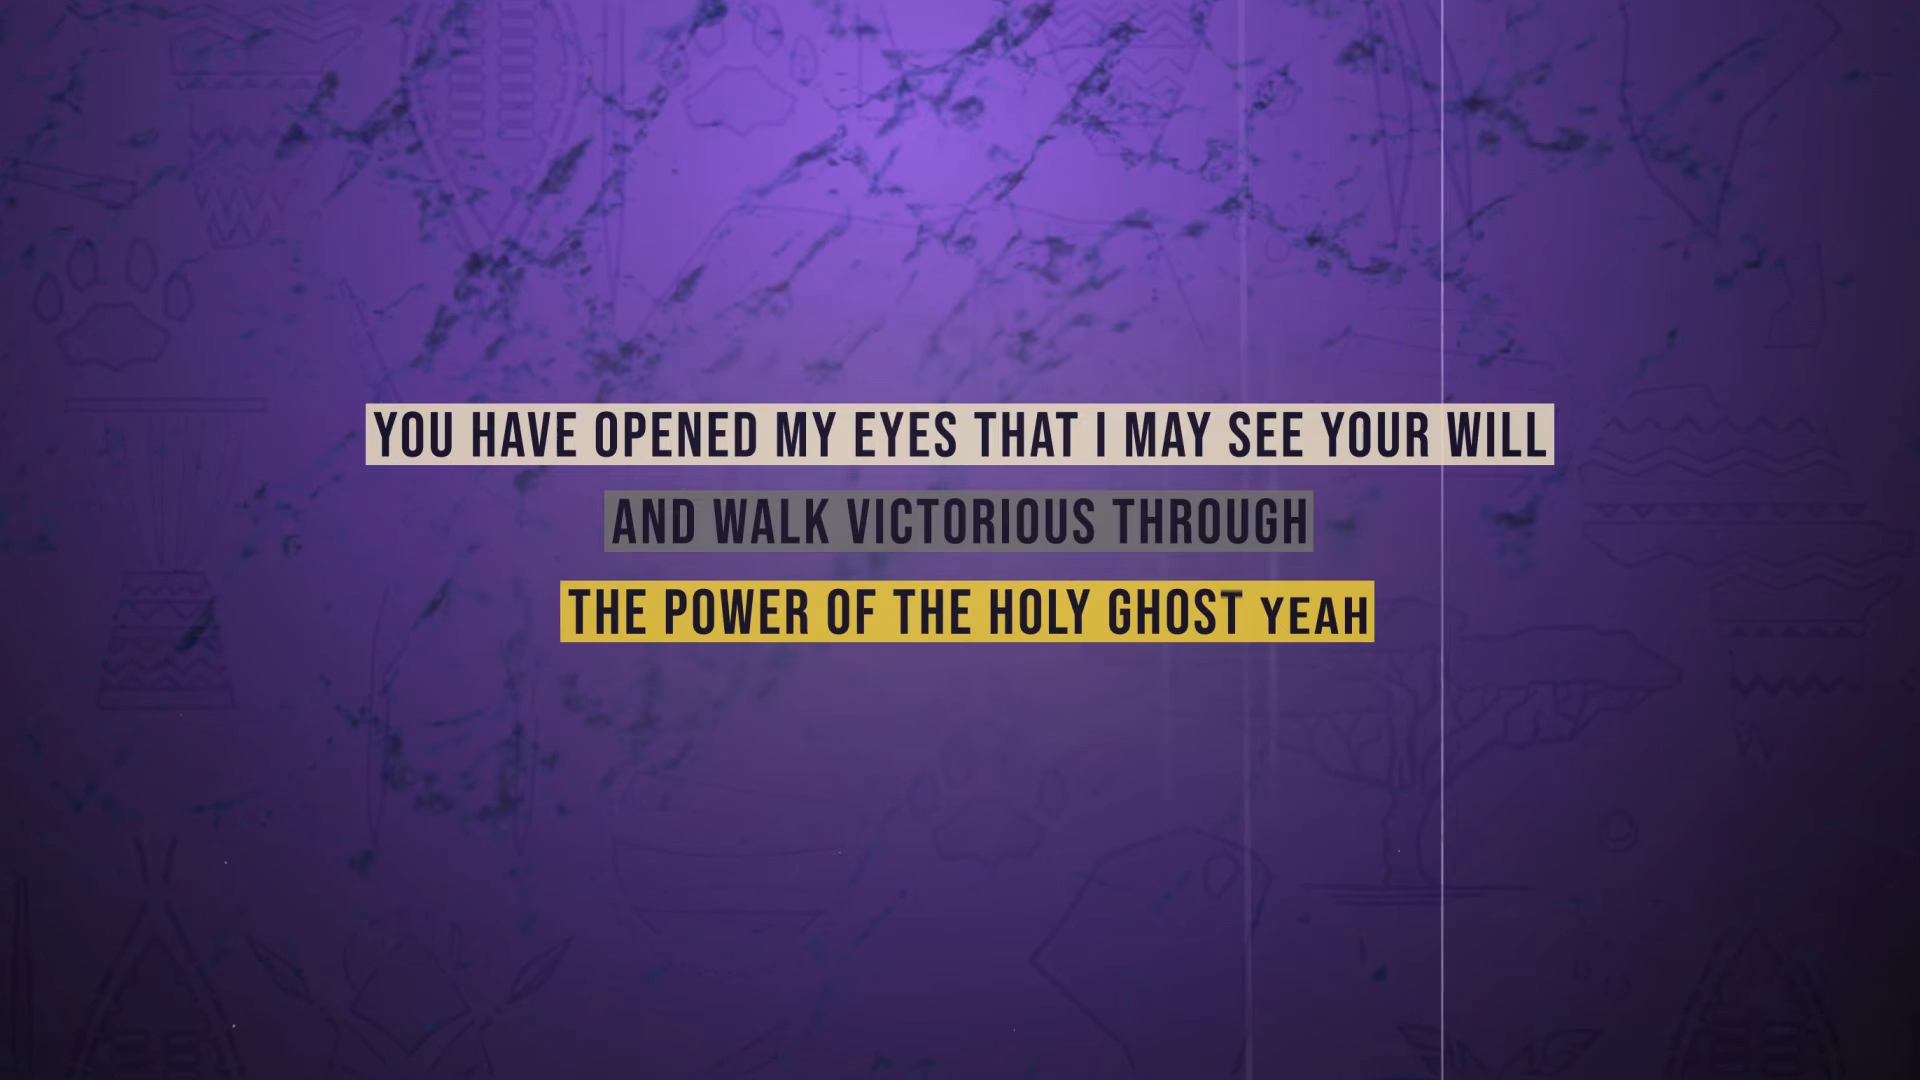 YOU HAVE OPENED MY EYES THAT I MAY SEE YOUR WILL
AND WALK VICTORIOUS THROUGH
THE POWER OF THE HOLY GHOST YEAH